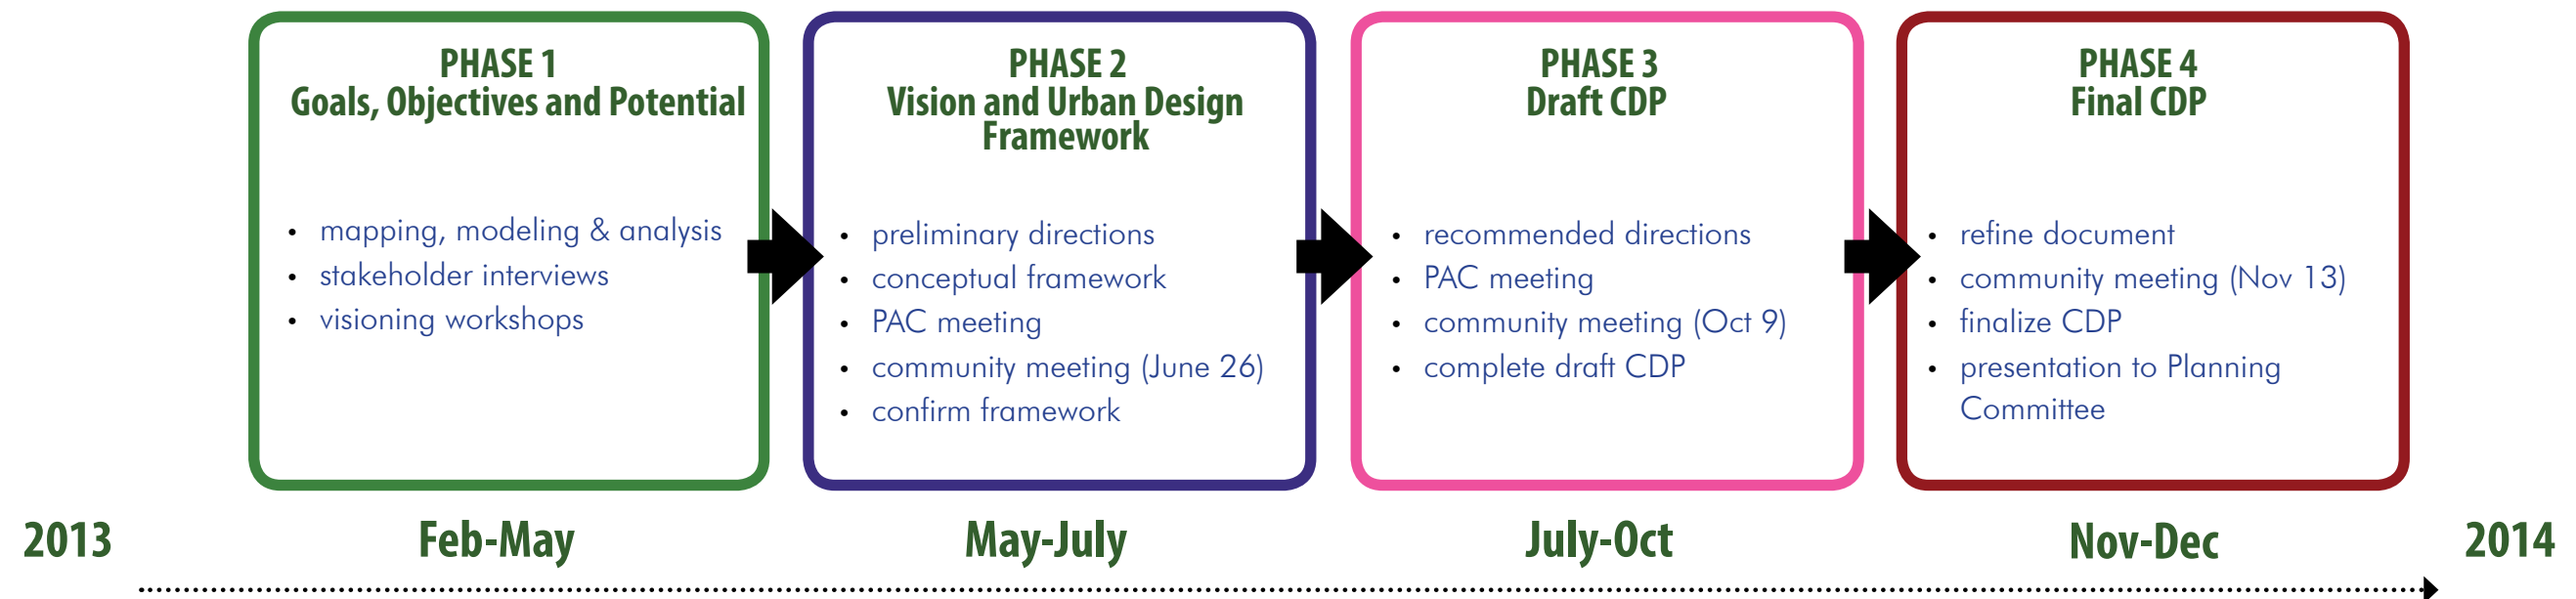 PHASE 1
Goals, Objectives and Potential
• mapping, modeling & analysis
• stakeholder interviews
• visioning workshops
PHASE 2
Vision and Urban Design
Framework
• preliminary directions
• conceptual framework
• PAC meeting
• community meeting (June 26)
• confirm framework
PHASE 3
Draft CDP
• recommended directions
• PAC meeting
• community meeting (Oct 9)
• complete draft CDP
PHASE 4
Final CDP
• refine document
• community meeting (Nov 13)
• finalize CDP
• presentation to Planning
Committee
2013
Feb-May
May-July
July-Oct
Nov-Dec
2014